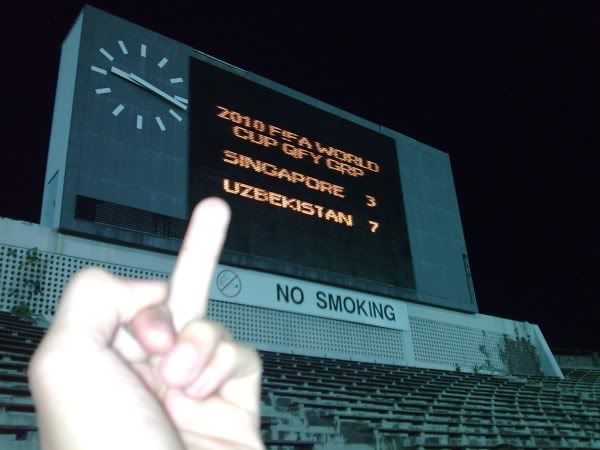 2010 FIFA WORLD
CUP QFY GRP
SINGAPORE 3
UZBEKISTAN 7
NO SMOKING